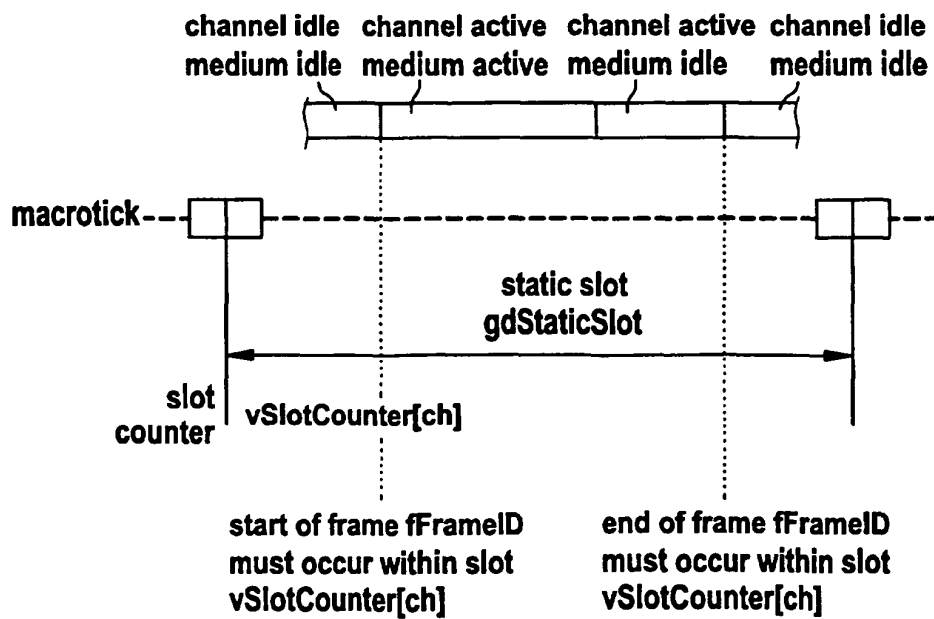 channel idle channel active channel active channel idle
medium idle medium active medium idle medium idle
macrotick
static slot
gdStaticSlot
slot
counter
vSlotCounter[ch]
start of frame fFrameID
must occur within slot
vSlotCounter[ch]
end of frame fFrameID
must occur within slot
vSlotCounter[ch]